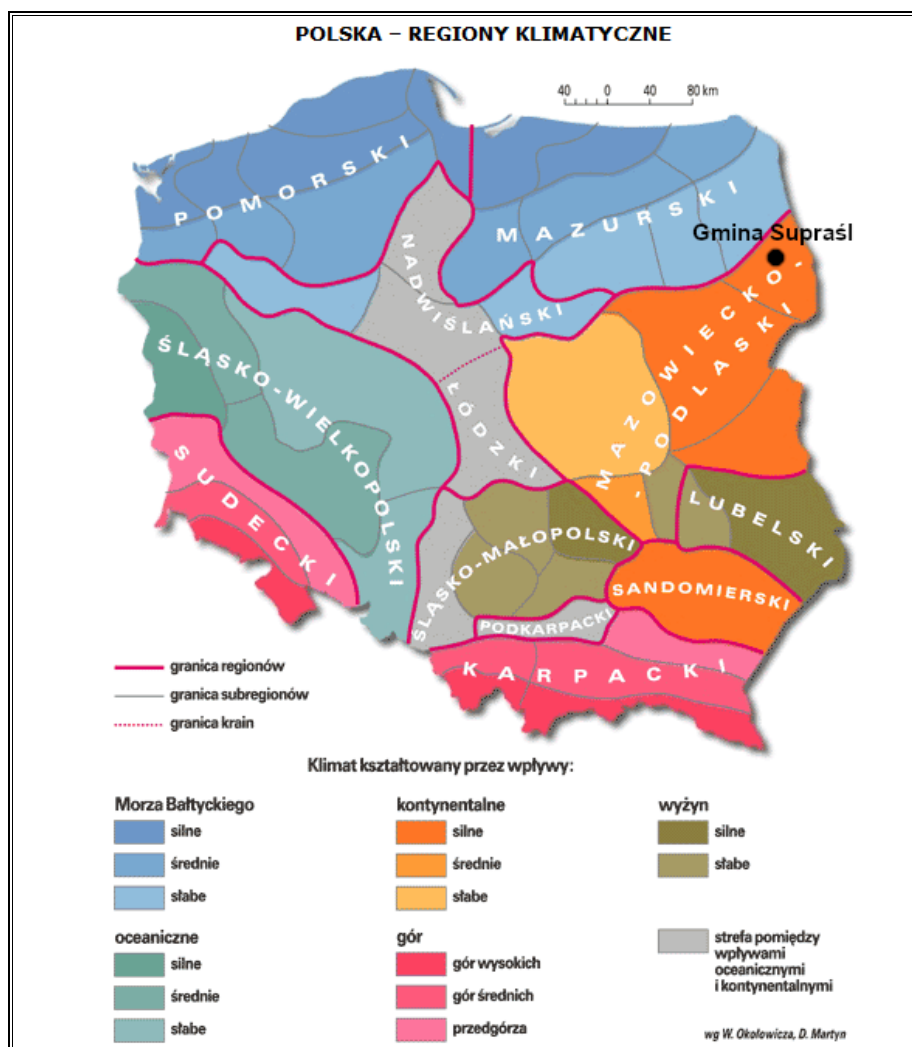 POLSKA – REGIONY KLIMATYCZNE
40 0 40 80 km
POMORSKI
MAZURSKI
Gmina Supraśl
NADWIŚLAŃSKI
MAZOWIECKO-
-PODLASKI
ŚLĄSKO-WIELKOPOLSKI
ŁÓDZKI
SUDECKI
LUBELSKI
ŚLĄSKO-MAŁOPOLSKI
SANDOMIERSKI
PODKARPACKI
KARPACKI
granica regionów
granica subregionów
granica krain
Klimat kształtowany przez wpływy:
Morza Bałtyckiego
silne
średnie
słabe
kontynentalne
silne
średnie
słabe
wyżyn
silne
słabe
oceaniczne
silne
średnie
słabe
gór
gór wysokich
gór średnich
przedgórza
strefa pomiędzy
wpływami
oceanicznymi
i kontynentalnymi
wg W. Okołowicza, D. Martyn